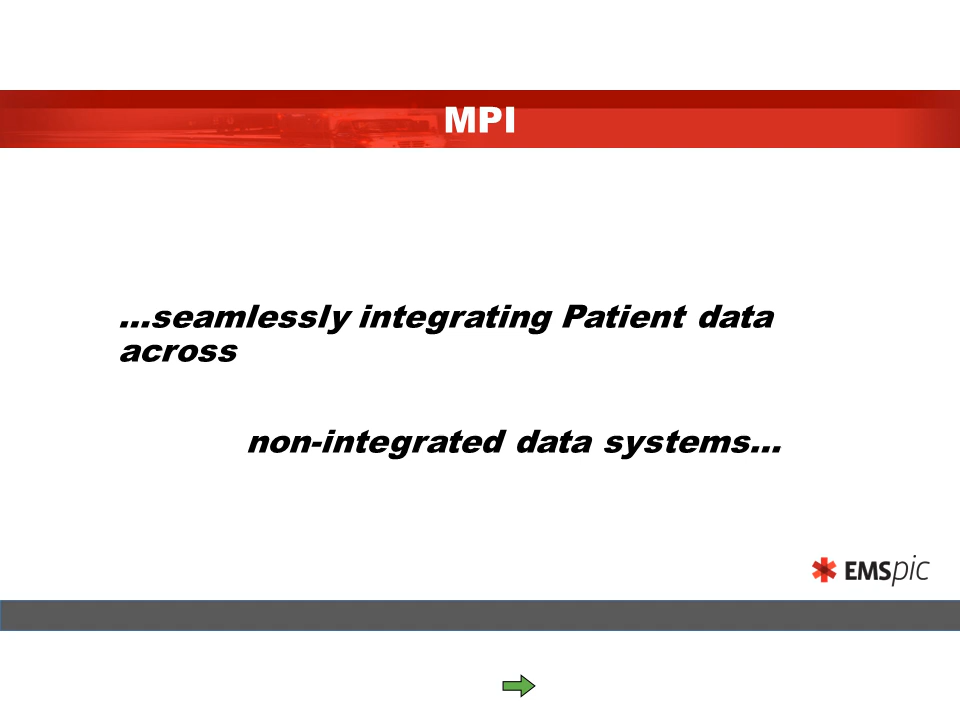 MPI
…seamlessly integrating Patient data
across
non-integrated data systems…
EMSpic